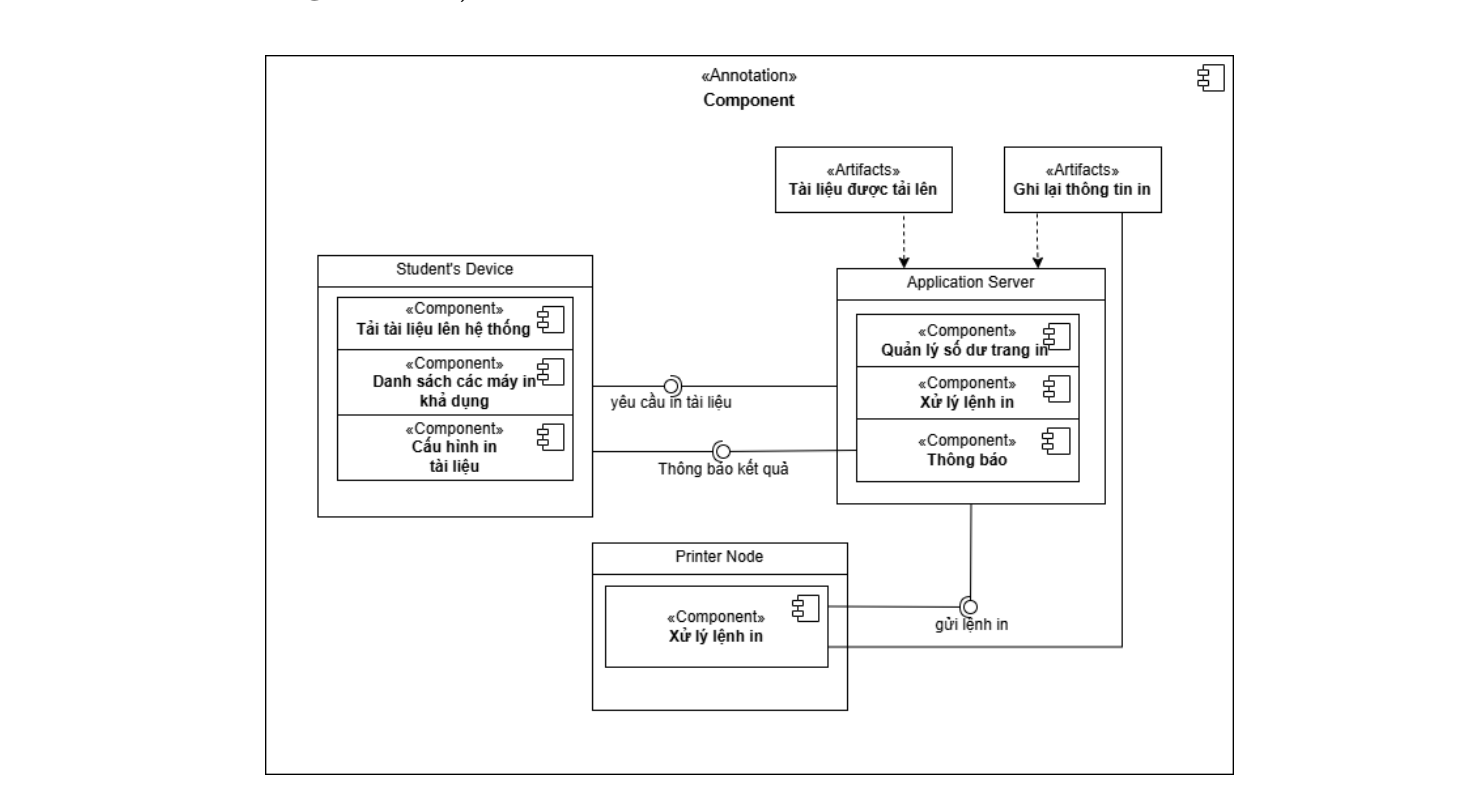 «Annotation»
Component
«Artifacts»
Tài liệu được tải lên
«Artifacts»
Ghi lại thông tin in
Student's Device
«Component»
Tải tài liệu lên hệ thống
«Component»
Danh sách các máy in
khả dụng
«Component»
Cấu hình in
tài liệu
yêu cầu in tài liệu
Thông báo kết quả
Application Server
«Component»
Quản lý số dư trang in
«Component»
Xử lý lệnh in
«Component»
Thông báo
Printer Node
«Component»
Xử lý lệnh in
gửi lệnh in